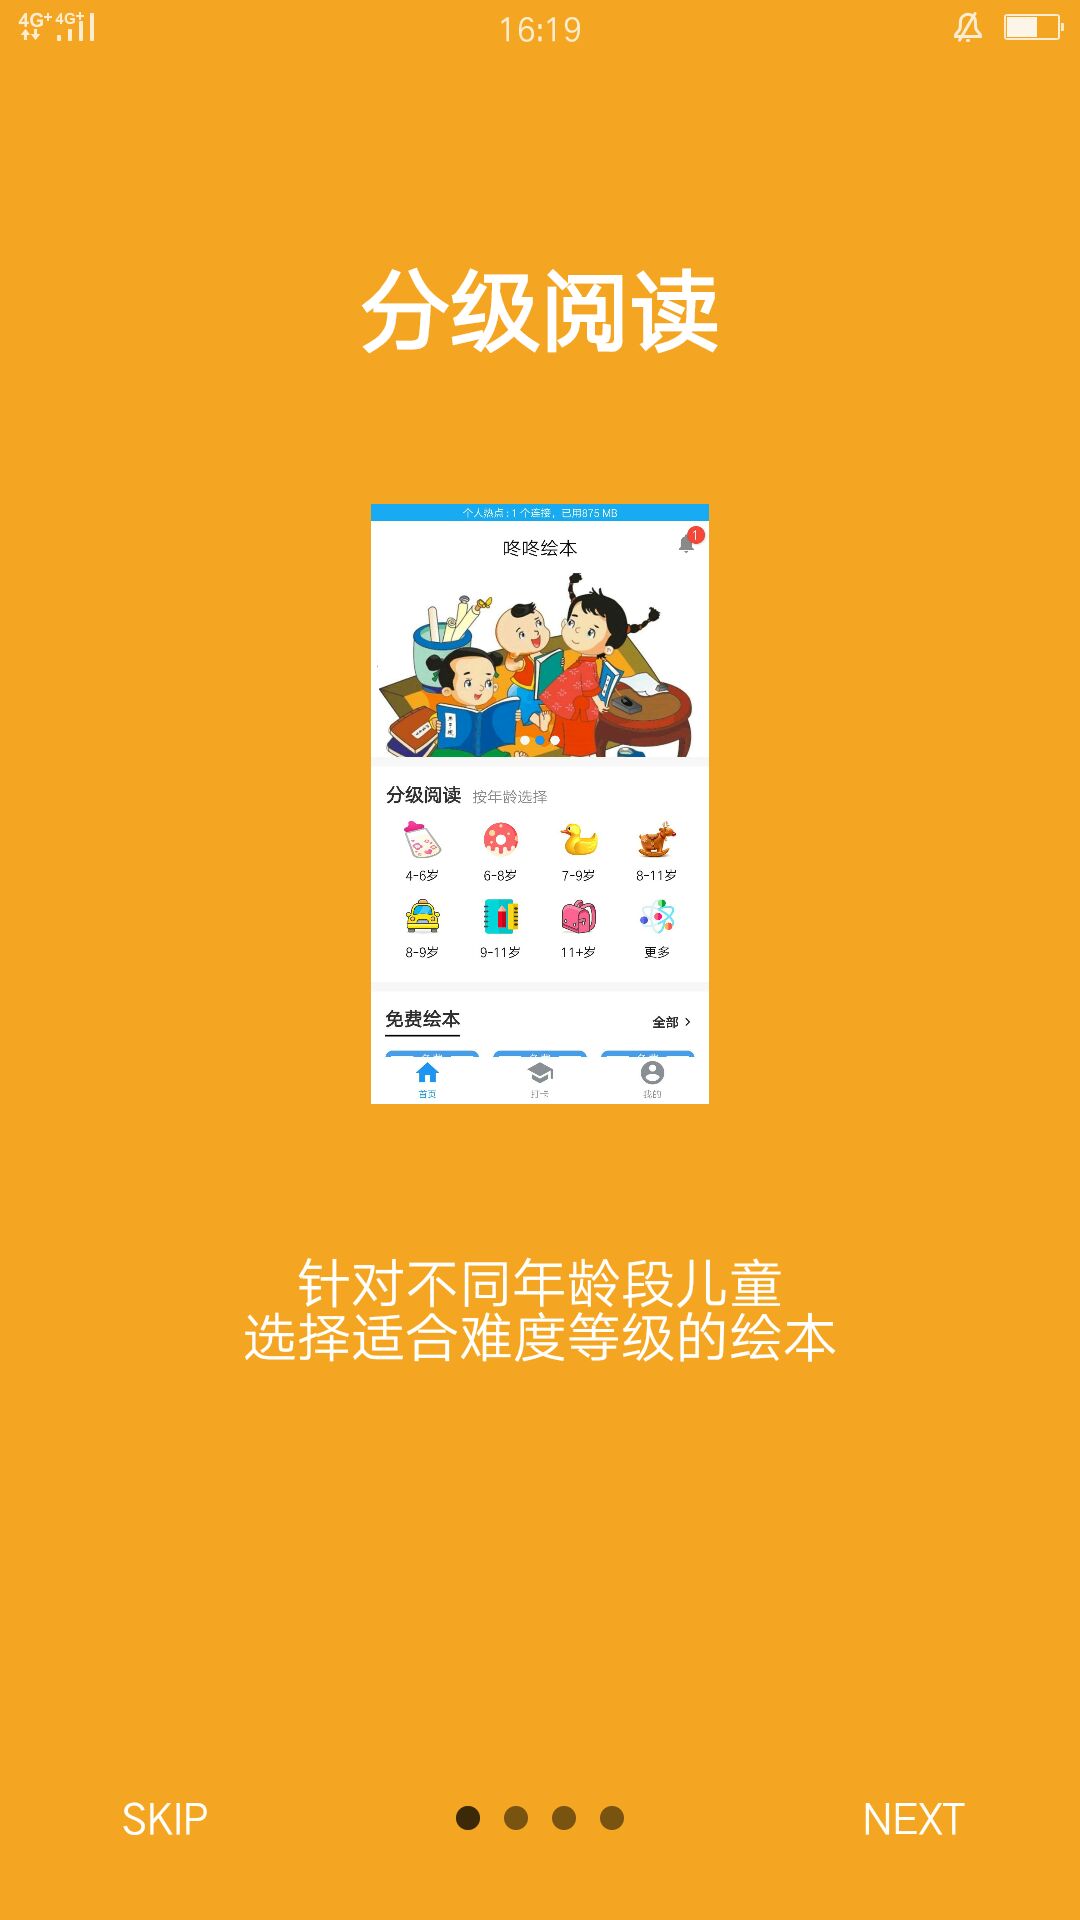 4G+ 4G+ 16:19
分级阅读
个人热点：1 个连接，已用875 MB
咚咚绘本
1
分级阅读 按年龄选择
4-6岁 6-8岁 7-9岁 8-11岁
8-9岁 9-11岁 11+岁 更多
免费绘本 全部 >
首页 打卡 我的
针对不同年龄段儿童
选择适合难度等级的绘本
SKIP NEXT